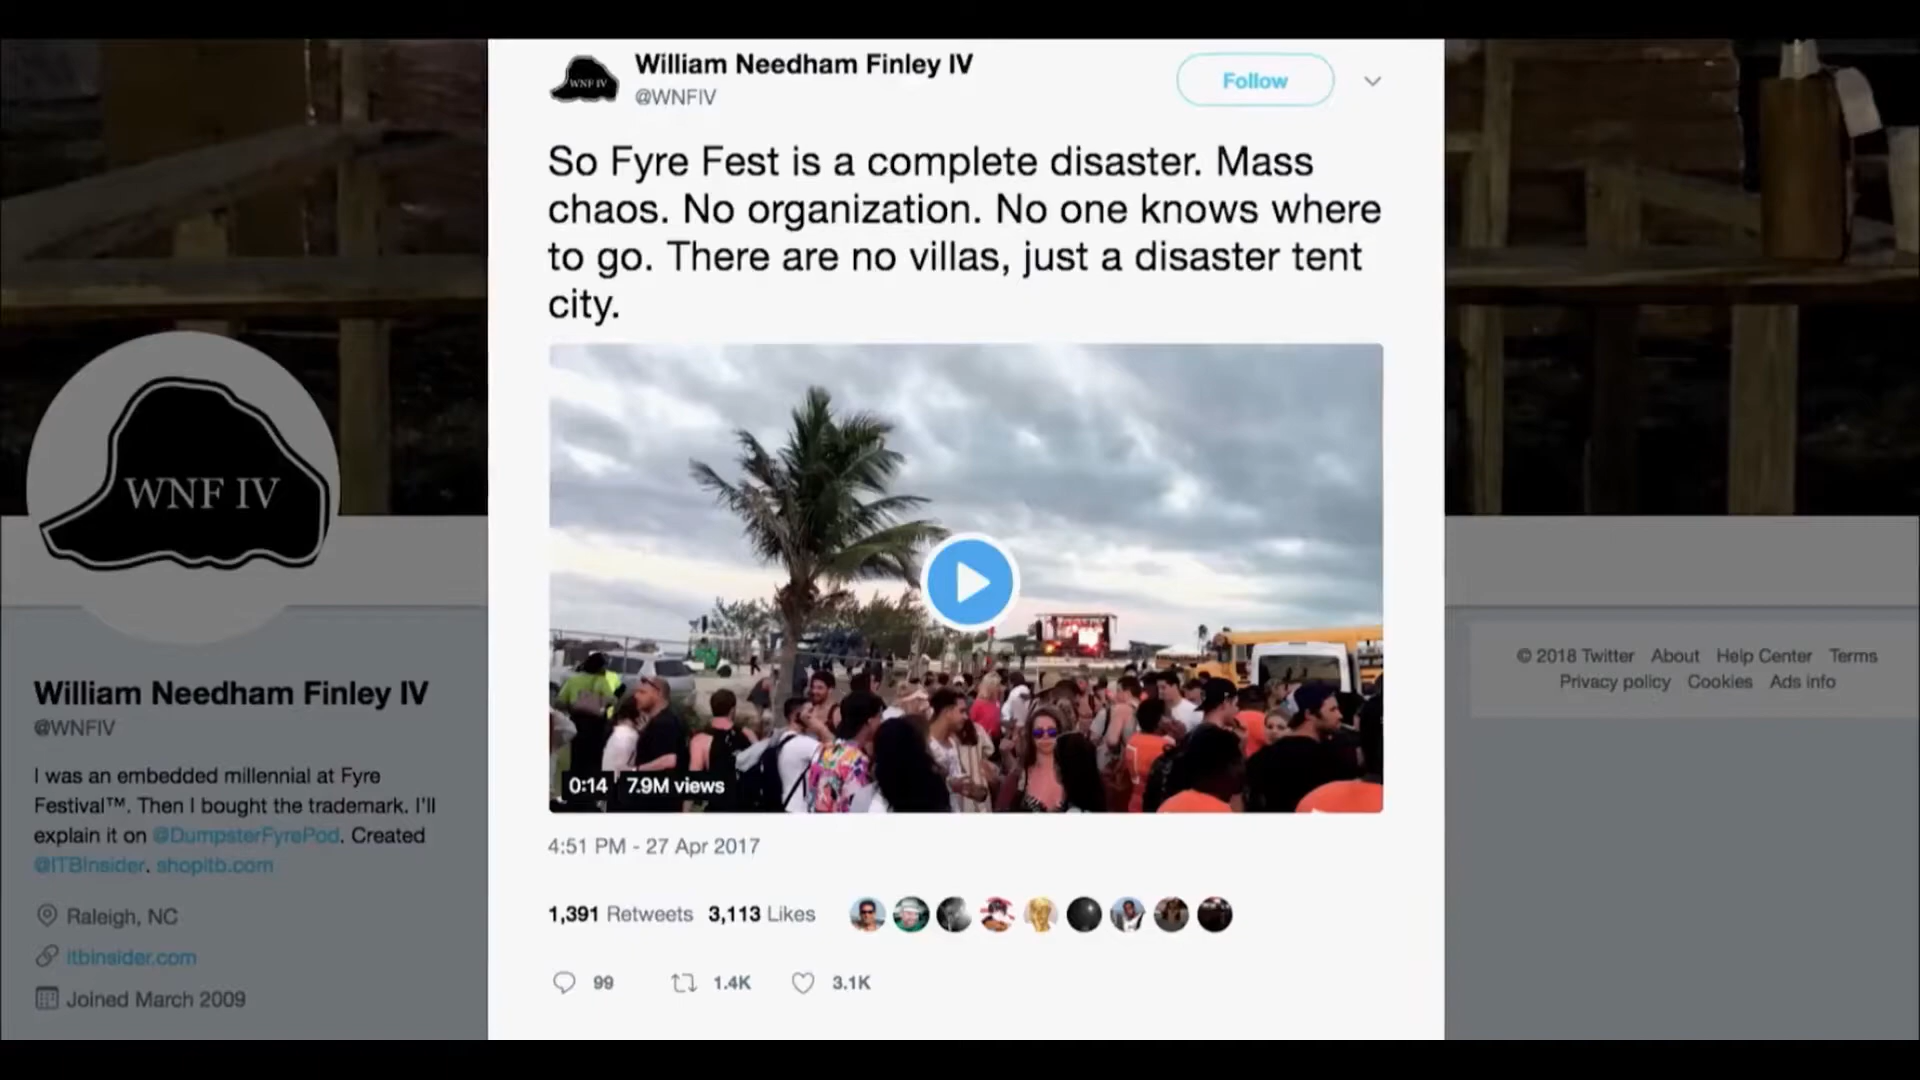 WNF IV
William Needham Finley IV
@WNFIV
Follow
So Fyre Fest is a complete disaster. Mass
chaos. No organization. No one knows where
to go. There are no villas, just a disaster tent
city.
0:14 7.9M views
4:51 PM - 27 Apr 2017
1,391 Retweets 3,113 Likes
99 1.4K 3.1K
WNF IV
William Needham Finley IV
@WNFIV
I was an embedded millennial at Fyre
Festival™. Then I bought the trademark. I'll
explain it on @DumpsterFyrePod. Created
@ITBInsider. shopitb.com
Raleigh, NC
itbinsider.com
Joined March 2009
© 2018 Twitter About Help Center Terms
Privacy policy Cookies Ads info